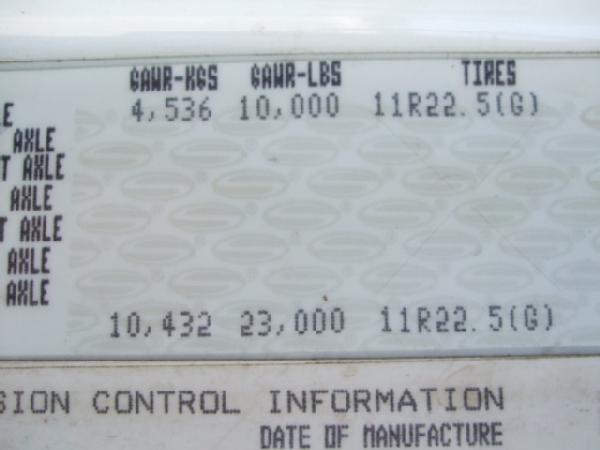 GAWR-KGS GAWR-LBS TIRES
LE 4,536 10,000 11R22.5(G)
T AXLE
T AXLE
AXLE
T AXLE
AXLE
AXLE
10,432 23,000 11R22.5(G)
SION CONTROL INFORMATION
DATE OF MANUFACTURE